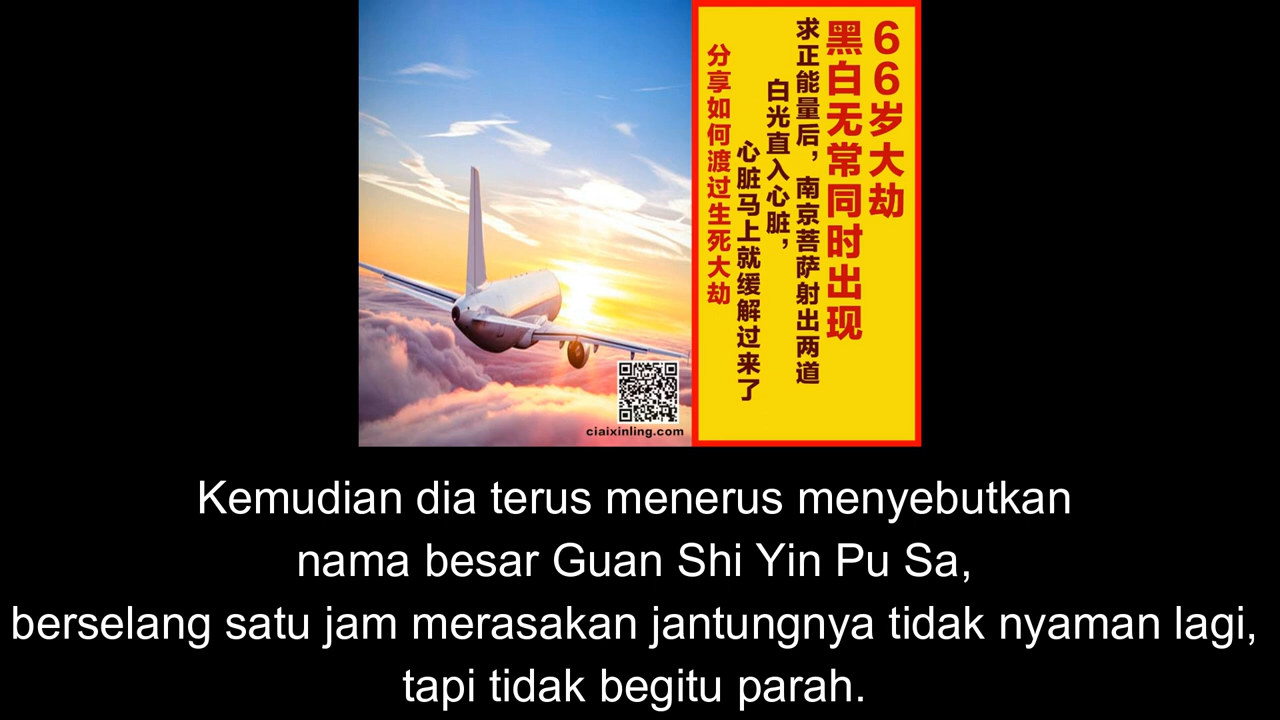 66岁大劫
黑白无常同时出现
求正能量后，南京菩萨射出两道
白光直入心脏，
心脏马上就缓解过来了
分享如何渡过生死大劫
ciaixinling.com
Kemudian dia terus menerus menyebutkan
nama besar Guan Shi Yin Pu Sa,
berselang satu jam merasakan jantungnya tidak nyaman lagi,
tapi tidak begitu parah.